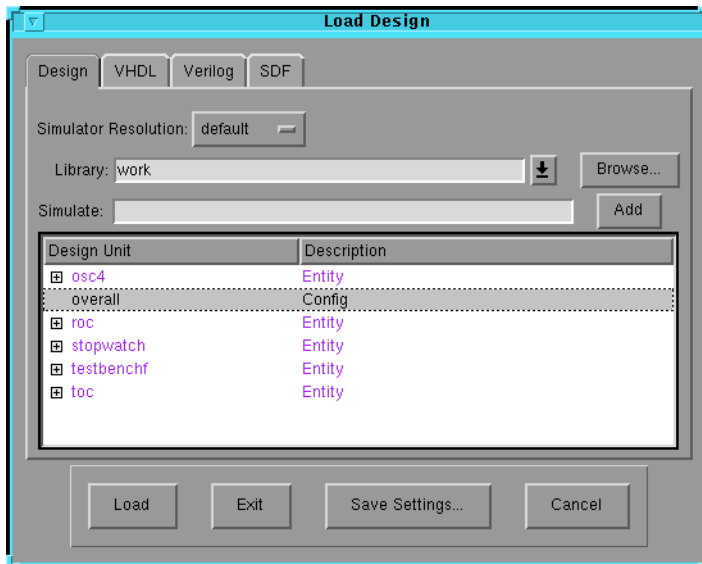 Load Design
Design VHDL Verilog SDF
Simulator Resolution: default
Library: work Browse...
Simulate: Add
Design Unit Description
osc4 Entity
overall Config
roc Entity
stopwatch Entity
testbenchf Entity
toc Entity
Load Exit Save Settings... Cancel